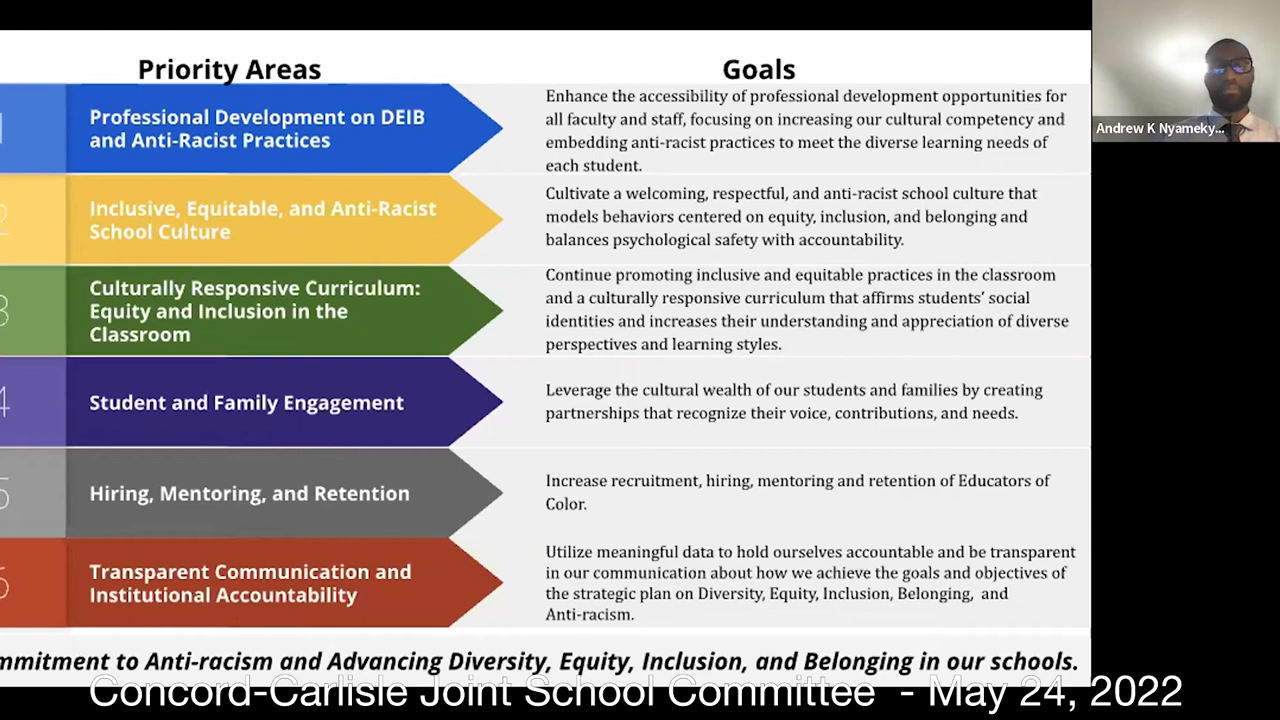 Priority Areas
Goals
Professional Development on DEIB
and Anti-Racist Practices
Enhance the accessibility of professional development opportunities for
all faculty and staff, focusing on increasing our cultural competency and
embedding anti-racist practices to meet the diverse learning needs of
each student.
2
Inclusive, Equitable, and Anti-Racist
School Culture
Cultivate a welcoming, respectful, and anti-racist school culture that
models behaviors centered on equity, inclusion, and belonging and
balances psychological safety with accountability.
3
Culturally Responsive Curriculum:
Equity and Inclusion in the
Classroom
Continue promoting inclusive and equitable practices in the classroom
and a culturally responsive curriculum that affirms students’ social
identities and increases their understanding and appreciation of diverse
perspectives and learning styles.
4
Student and Family Engagement
Leverage the cultural wealth of our students and families by creating
partnerships that recognize their voice, contributions, and needs.
5
Hiring, Mentoring, and Retention
Increase recruitment, hiring, mentoring and retention of Educators of
Color.
6
Transparent Communication and
Institutional Accountability
Utilize meaningful data to hold ourselves accountable and be transparent
in our communication about how we achieve the goals and objectives of
the strategic plan on Diversity, Equity, Inclusion, Belonging, and
Anti-racism.
mmitment to Anti-racism and Advancing Diversity, Equity, Inclusion, and Belonging in our schools.
Concord-Carlisle Joint School Committee - May 24, 2022
Andrew K Nyameky...